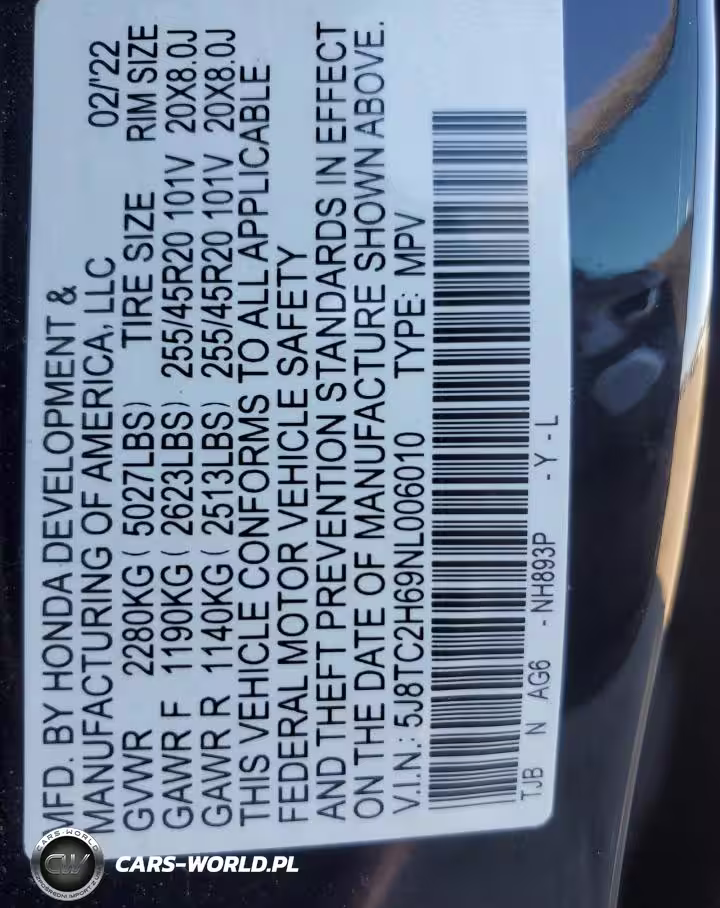 MFD. BY HONDA DEVELOPMENT &
MANUFACTURING OF AMERICA, LLC 02/'22
GVWR 2280KG ( 5027LBS) TIRE SIZE RIM SIZE
GAWR F 1190KG ( 2623LBS) 255/45R20 101V 20X8.0J
GAWR R 1140KG ( 2513LBS) 255/45R20 101V 20X8.0J
THIS VEHICLE CONFORMS TO ALL APPLICABLE
FEDERAL MOTOR VEHICLE SAFETY
AND THEFT PREVENTION STANDARDS IN EFFECT
ON THE DATE OF MANUFACTURE SHOWN ABOVE.
V.I.N.: 5J8TC2H69NL006010 TYPE: MPV
TJB N AG6 -NH893P -Y-L
CARS-WORLD
CW
CARS-WORLD.PL